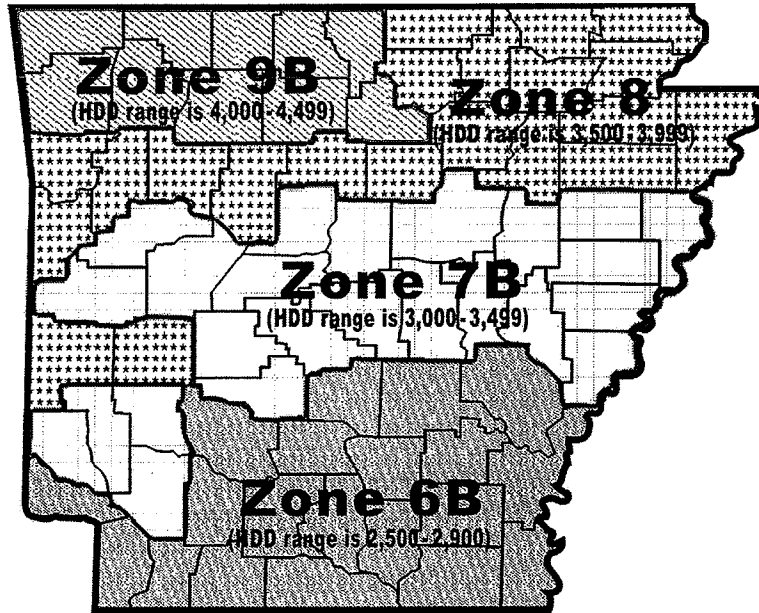 Zone 9B
(HDD range is 4,000-4,499)
Zone 8
(HDD range is 3,500-3,999)
Zone 7B
(HDD range is 3,000-3,499)
Zone 6B
(HDD range is 2,500-2,900)